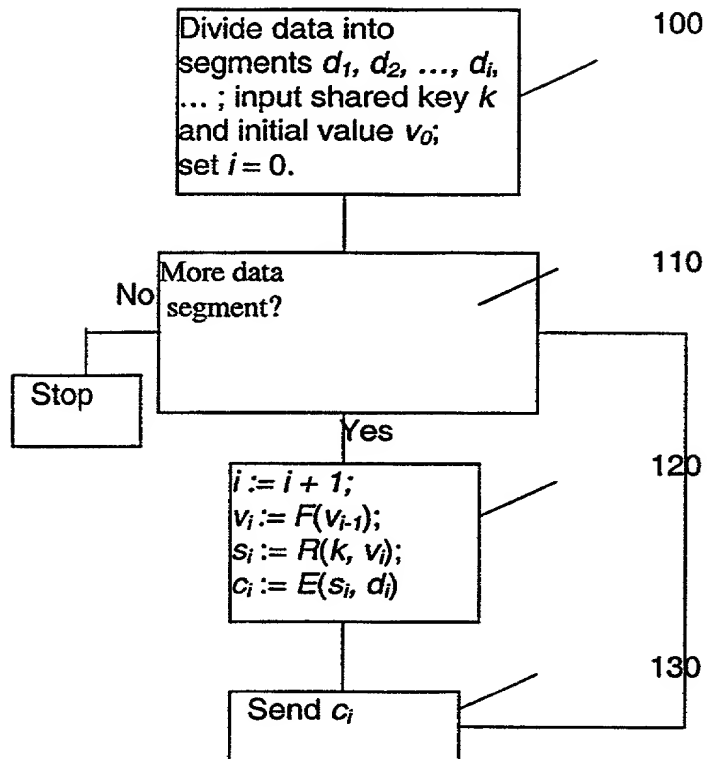 Divide data into
segments d₁, d₂, ..., dᵢ,
... ; input shared key k
and initial value v₀;
set i = 0.
100
More data
segment?
110
No
Stop
Yes
i := i + 1;
vᵢ := F(vᵢ₋₁);
sᵢ := R(k, vᵢ);
cᵢ := E(sᵢ, dᵢ)
120
Send cᵢ
130